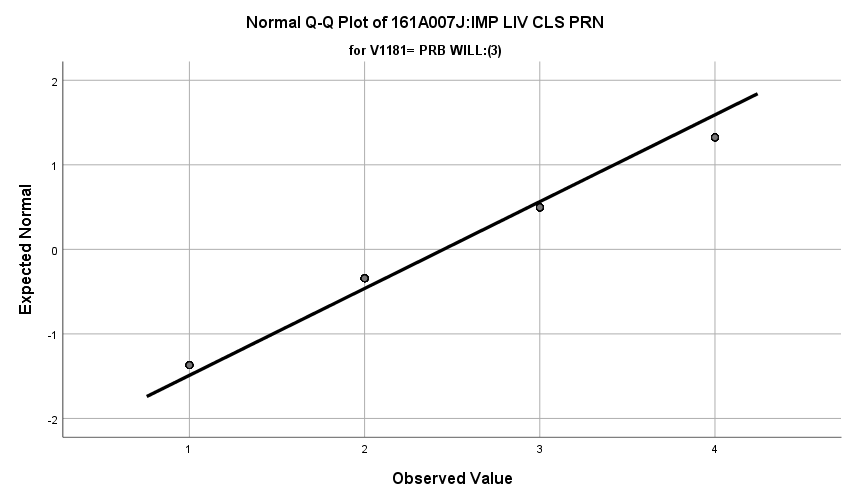 Normal Q-Q Plot of 161A007J:IMP LIV CLS PRN
for V1181= PRB WILL:(3)
2
1
0
-1
-2
Expected Normal
1 2 3 4
Observed Value